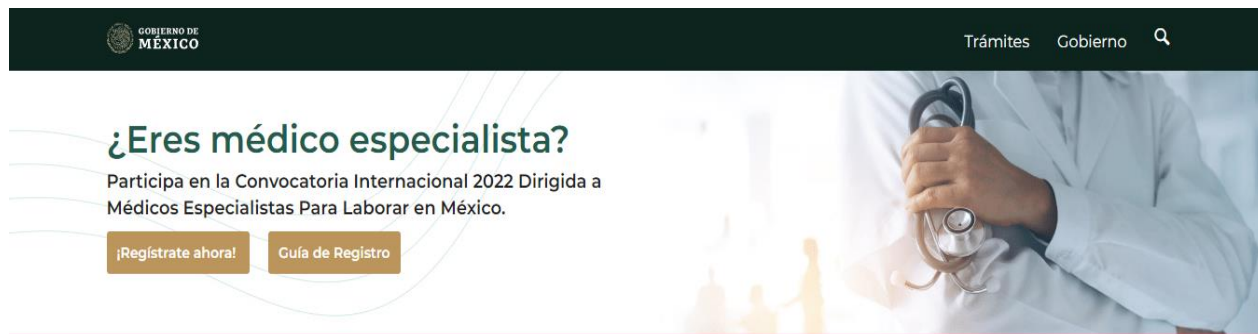 GOBIERNO DE
MÉXICO
Trámites Gobierno
¿Eres médico especialista?
Participa en la Convocatoria Internacional 2022 Dirigida a
Médicos Especialistas Para Laborar en México.
¡Regístrate ahora! Guía de Registro